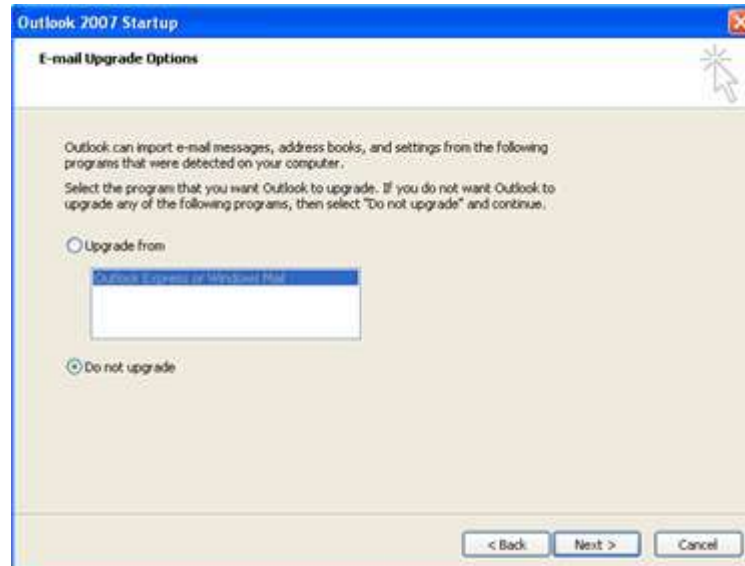 Outlook 2007 Startup
E-mail Upgrade Options
Outlook can import e-mail messages, address books, and settings from the following
programs that were detected on your computer.
Select the program that you want Outlook to upgrade. If you do not want Outlook to
upgrade any of the following programs, then select "Do not upgrade" and continue.
Upgrade from
Outlook Express or Windows Mail
Do not upgrade
< Back Next > Cancel